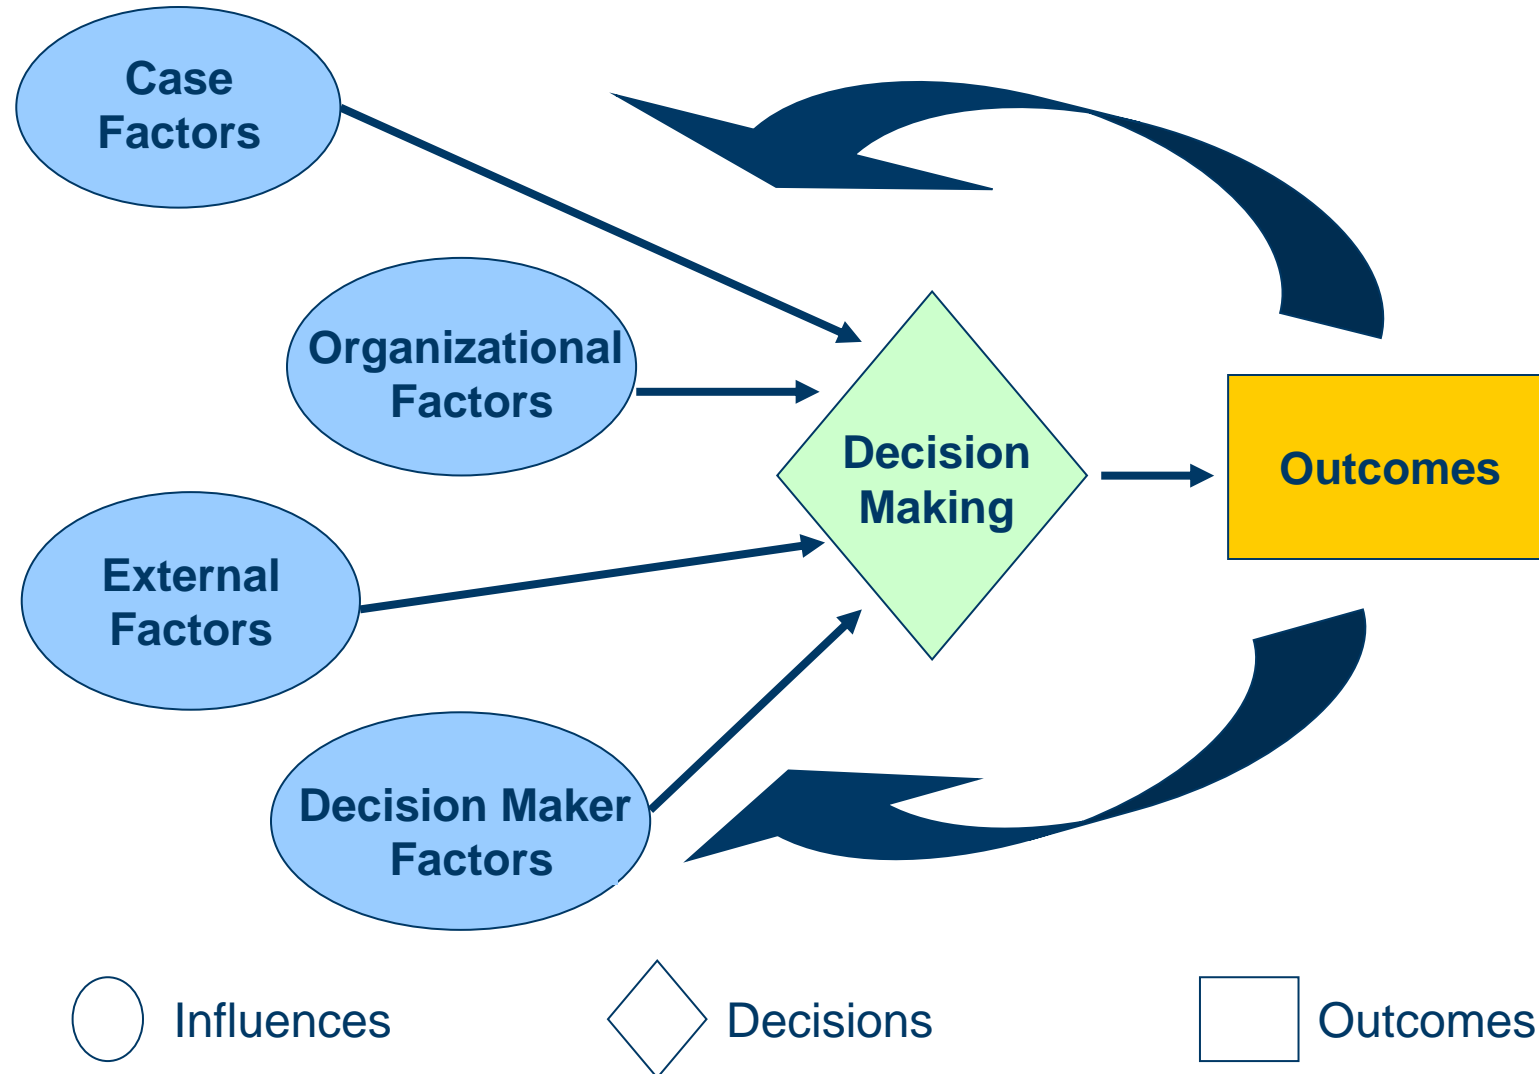 Case
Factors
Organizational
Factors
Decision
Making
Outcomes
External
Factors
Decision Maker
Factors
Influences
Decisions
Outcomes